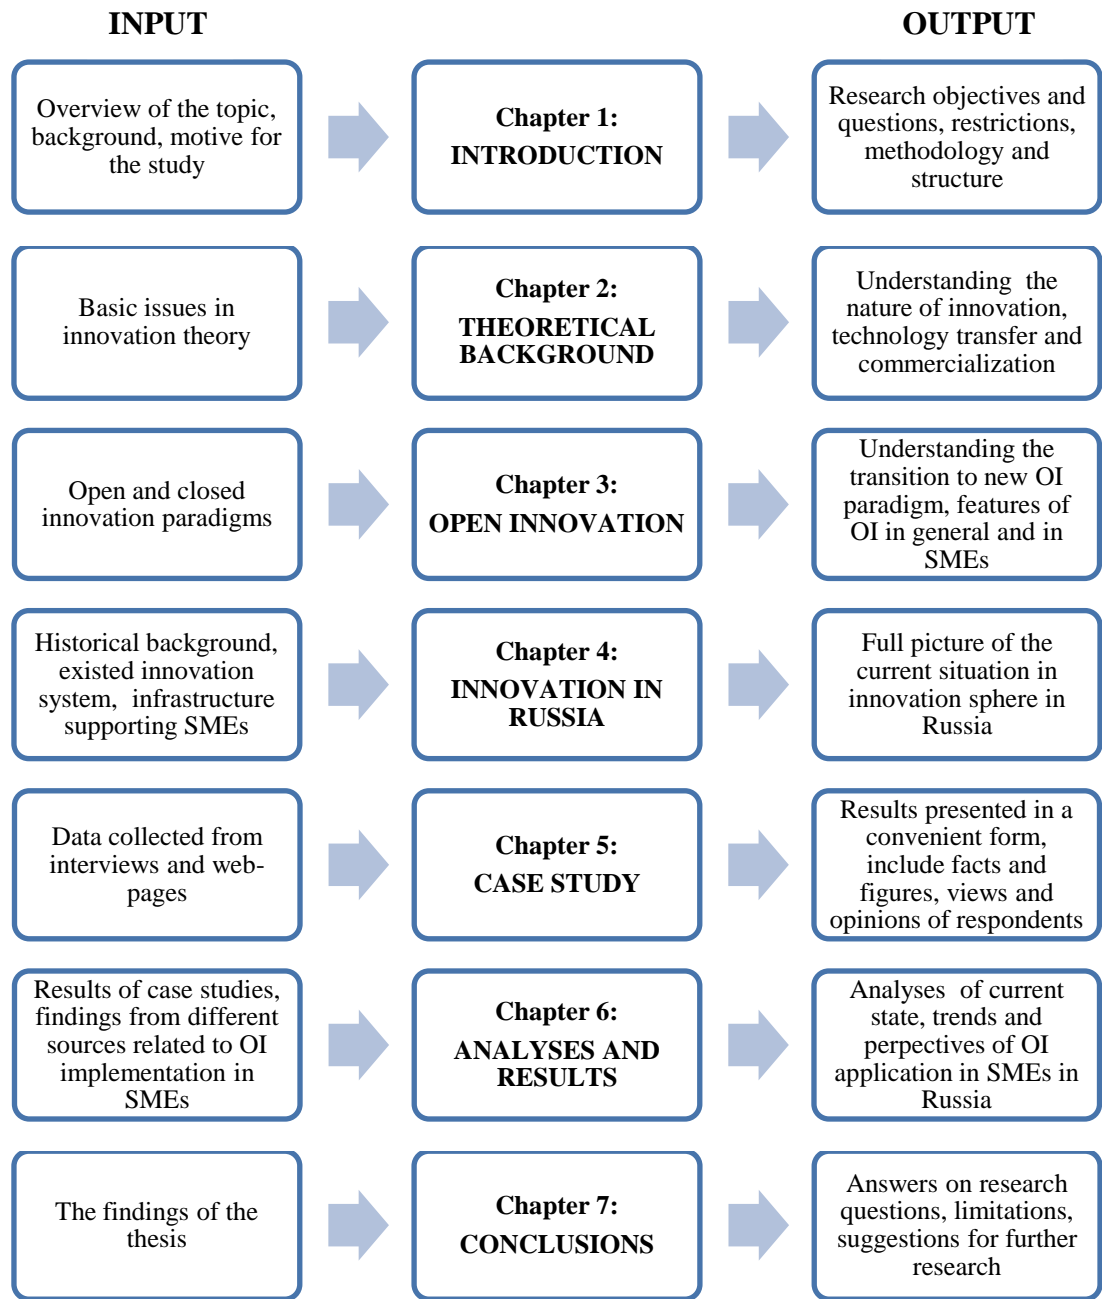 INPUT
OUTPUT
Overview of the topic,
background, motive for
the study
Chapter 1:
INTRODUCTION
Research objectives and
questions, restrictions,
methodology and
structure
Basic issues in
innovation theory
Chapter 2:
THEORETICAL
BACKGROUND
Understanding the
nature of innovation,
technology transfer and
commercialization
Open and closed
innovation paradigms
Chapter 3:
OPEN INNOVATION
Understanding the
transition to new OI
paradigm, features of
OI in general and in
SMEs
Historical background,
existed innovation
system, infrastructure
supporting SMEs
Chapter 4:
INNOVATION IN
RUSSIA
Full picture of the
current situation in
innovation sphere in
Russia
Data collected from
interviews and web-
pages
Chapter 5:
CASE STUDY
Results presented in a
convenient form,
include facts and
figures, views and
opinions of respondents
Results of case studies,
findings from different
sources related to OI
implementation in
SMEs
Chapter 6:
ANALYSES AND
RESULTS
Analyses of current
state, trends and
perpectives of OI
application in SMEs in
Russia
The findings of the
thesis
Chapter 7:
CONCLUSIONS
Answers on research
questions, limitations,
suggestions for further
research